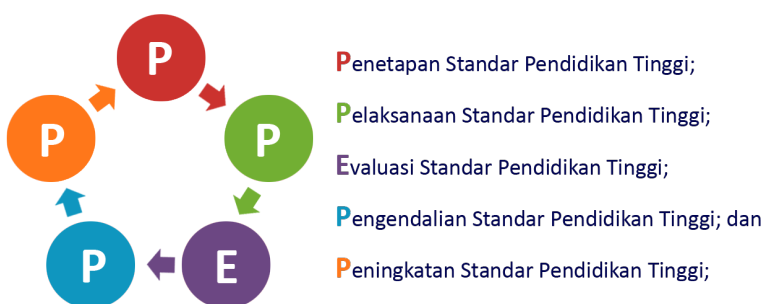 P
P
P
P
E
Penetapan Standar Pendidikan Tinggi;
Pelaksanaan Standar Pendidikan Tinggi;
Evaluasi Standar Pendidikan Tinggi;
Pengendalian Standar Pendidikan Tinggi; dan
Peningkatan Standar Pendidikan Tinggi;